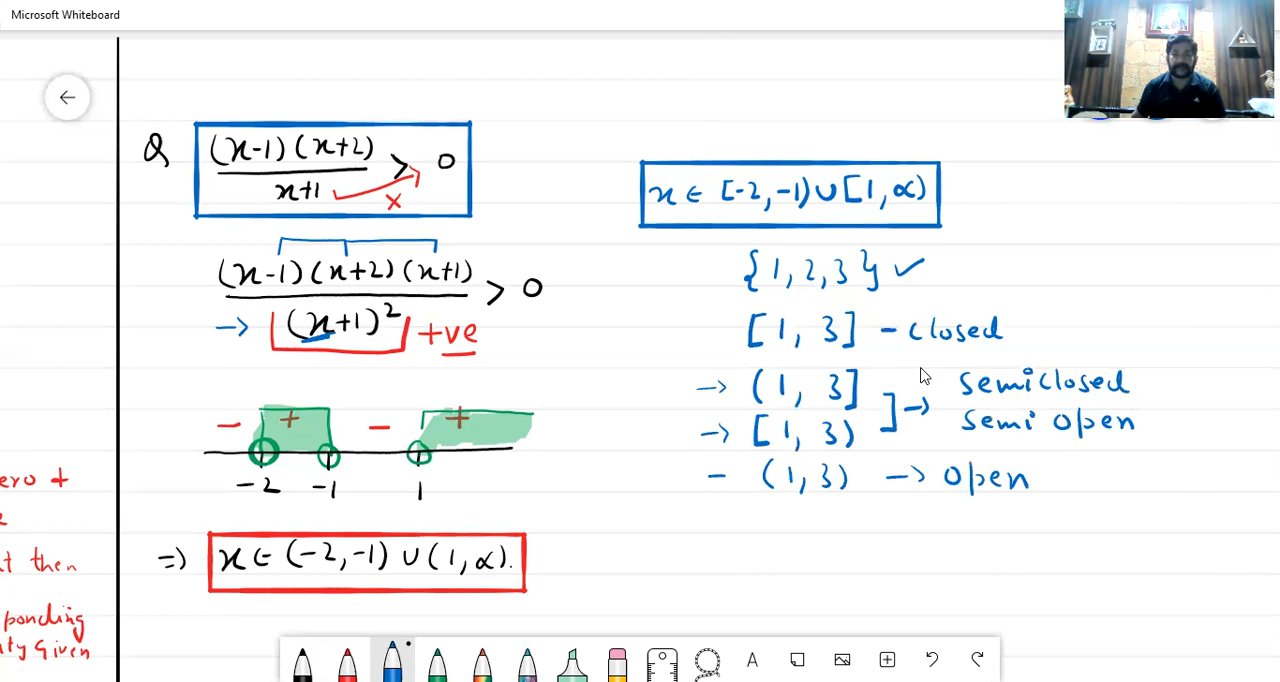 Microsoft Whiteboard
Q (x-1)(x+2)/x+1 > 0
x
(x-1)(x+2)(x+1)/(x+1)² > 0
→ +ve
- + - +
-2 -1 1
=) x ∈ (-2, -1) ∪ (1, α).
x ∈ [-2, -1) ∪ [1, α)
{1, 2, 3} ✓
[1, 3] - closed
→ (1, 3] ] → semiclosed
→ [1, 3) semi open
- (1, 3) → open
ero +
t then
ponding
ty Given
A